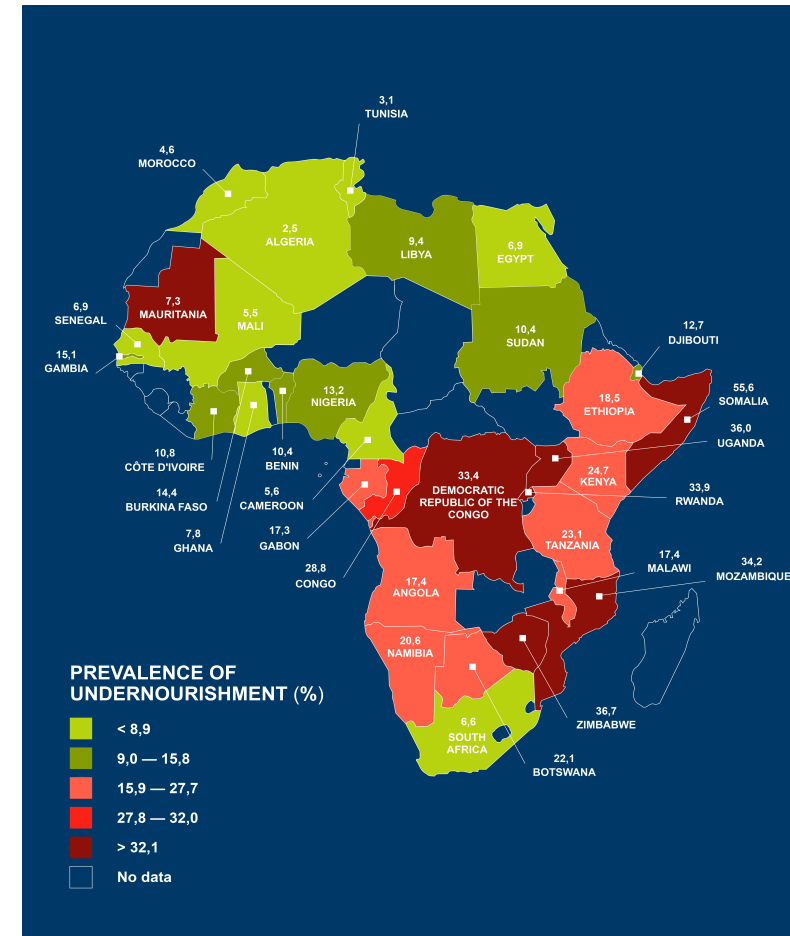 3,1
TUNISIA
4,6
MOROCCO
2,5
ALGERIA
9,4
LIBYA
6,9
EGYPT
7,3
MAURITANIA
5,5
MALI
6,9
SENEGAL
15,1
GAMBIA
10,4
SUDAN
12,7
DJIBOUTI
18,5
ETHIOPIA
55,6
SOMALIA
13,2
NIGERIA
36,0
UGANDA
10,8
CÔTE D'IVOIRE
10,4
BENIN
14,4
BURKINA FASO
5,6
CAMEROON
7,8
GHANA
17,3
GABON
28,8
CONGO
33,4
DEMOCRATIC
REPUBLIC OF THE
CONGO
24,7
KENYA
33,9
RWANDA
23,1
TANZANIA
17,4
MALAWI
34,2
MOZAMBIQUE
17,4
ANGOLA
20,6
NAMIBIA
36,7
ZIMBABWE
22,1
BOTSWANA
6,6
SOUTH
AFRICA
PREVALENCE OF
UNDERNOURISHMENT (%)
< 8,9
9,0 — 15,8
15,9 — 27,7
27,8 — 32,0
> 32,1
No data